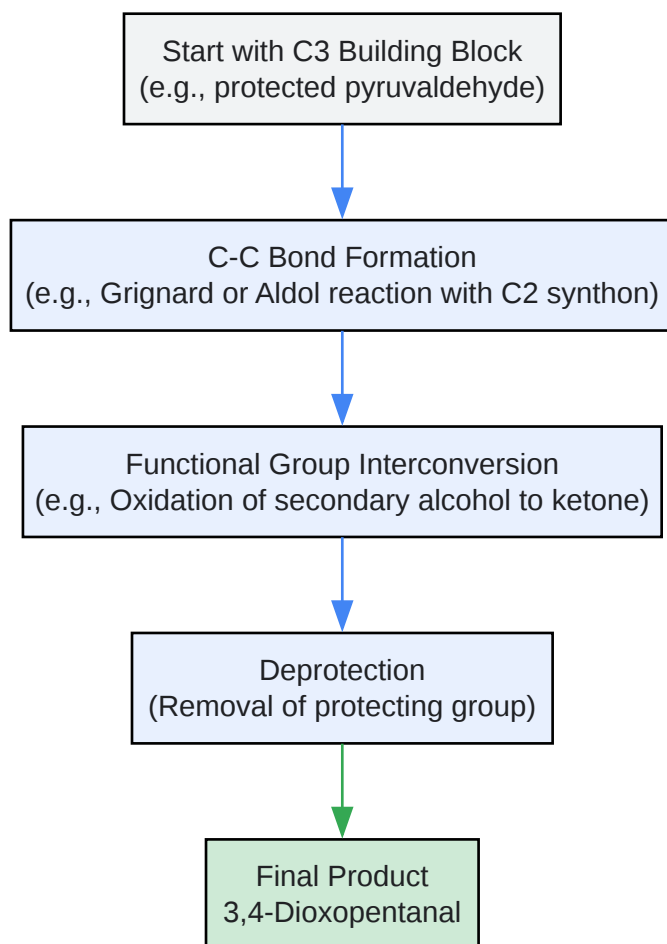 Start with C3 Building Block
(e.g., protected pyruvaldehyde)
C-C Bond Formation
(e.g., Grignard or Aldol reaction with C2 synthon)
Functional Group Interconversion
(e.g., Oxidation of secondary alcohol to ketone)
Deprotection
(Removal of protecting group)
Final Product
3,4-Dioxopentanal